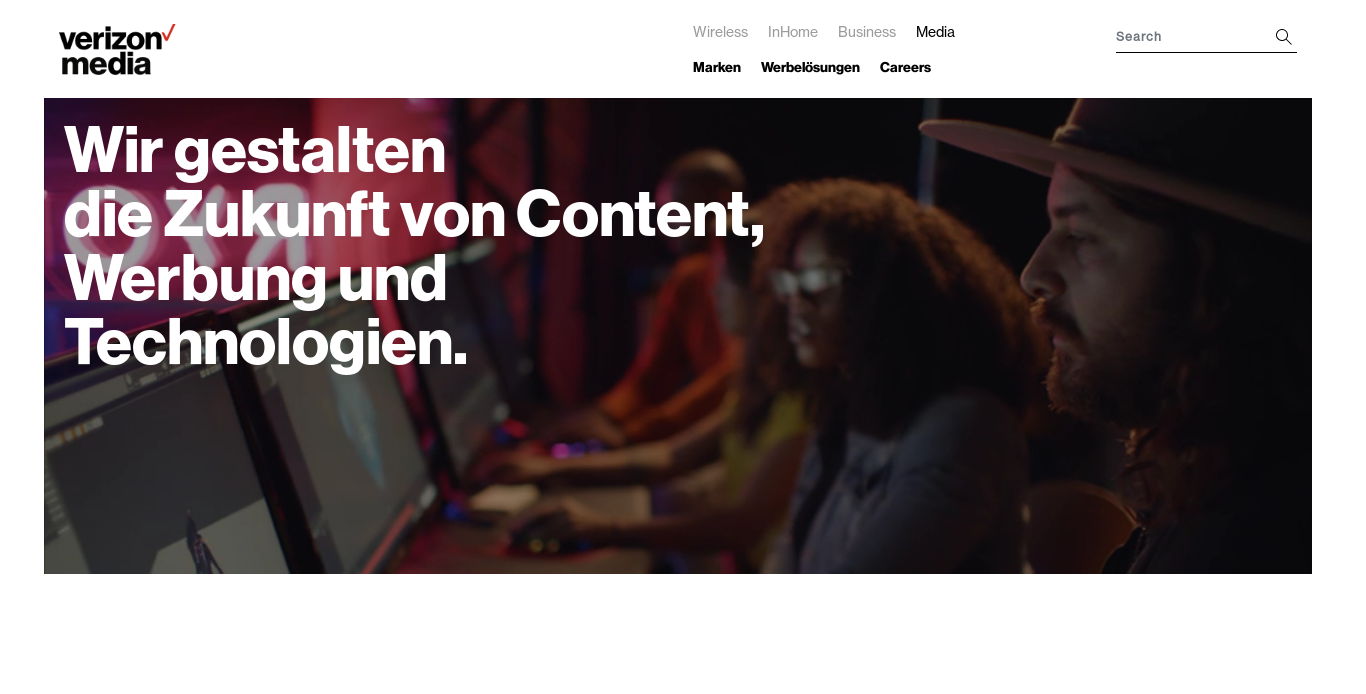 verizon
media
Wireless InHome Business Media
Marken Werbelösungen Careers
Search
Wir gestalten
die Zukunft von Content,
Werbung und
Technologien.